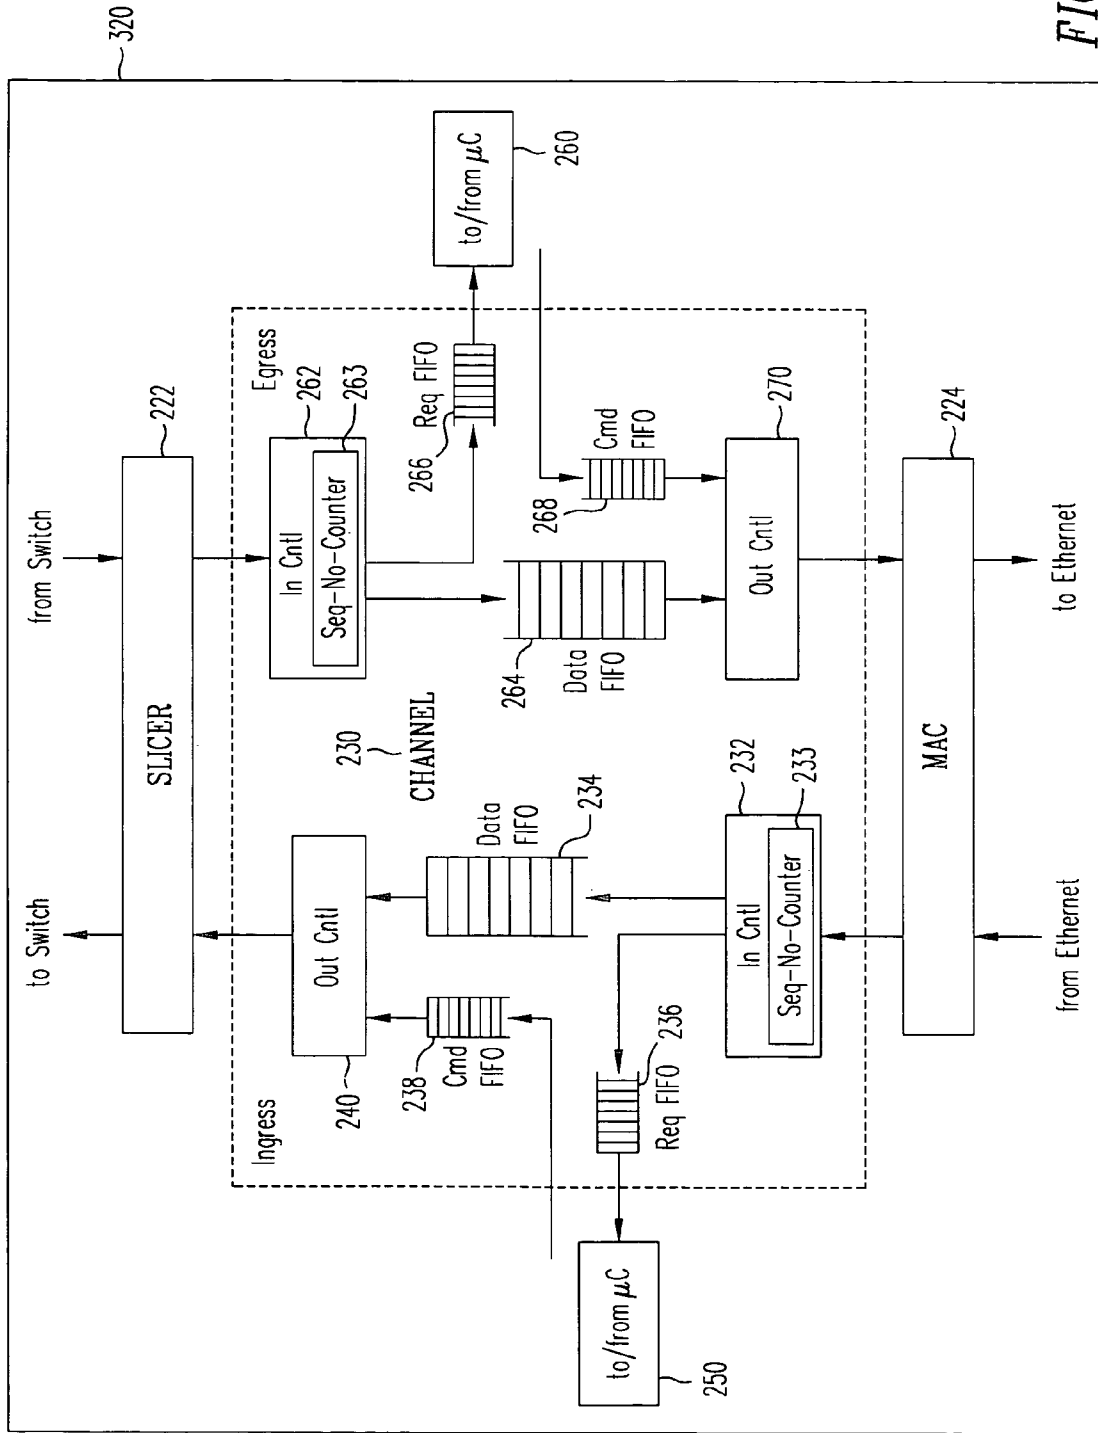 to Switch
from Switch
320
SLICER
222
Ingress
Egress
240
Out Cntl
In Cntl
Seq-No-Counter
262
263
230
CHANNEL
238
Cmd
FIFO
Data
FIFO
234
266
Req FIFO
to/from µC
260
264
Data
FIFO
268
Cmd
FIFO
to/from µC
250
236
Req FIFO
In Cntl
Seq-No-Counter
232
233
Out Cntl
270
MAC
224
from Ethernet
to Ethernet